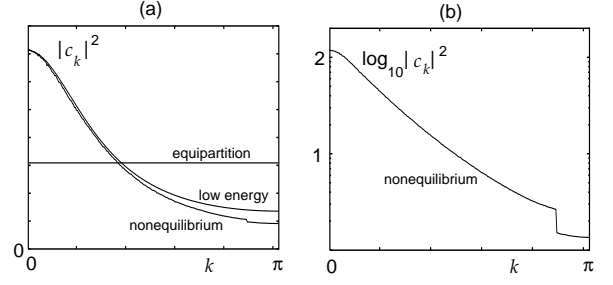 (a)
|c_k|^2
equipartition
low energy
nonequilibrium
0
0 k π
(b)
2
log_10|c_k|^2
1
nonequilibrium
0 k π